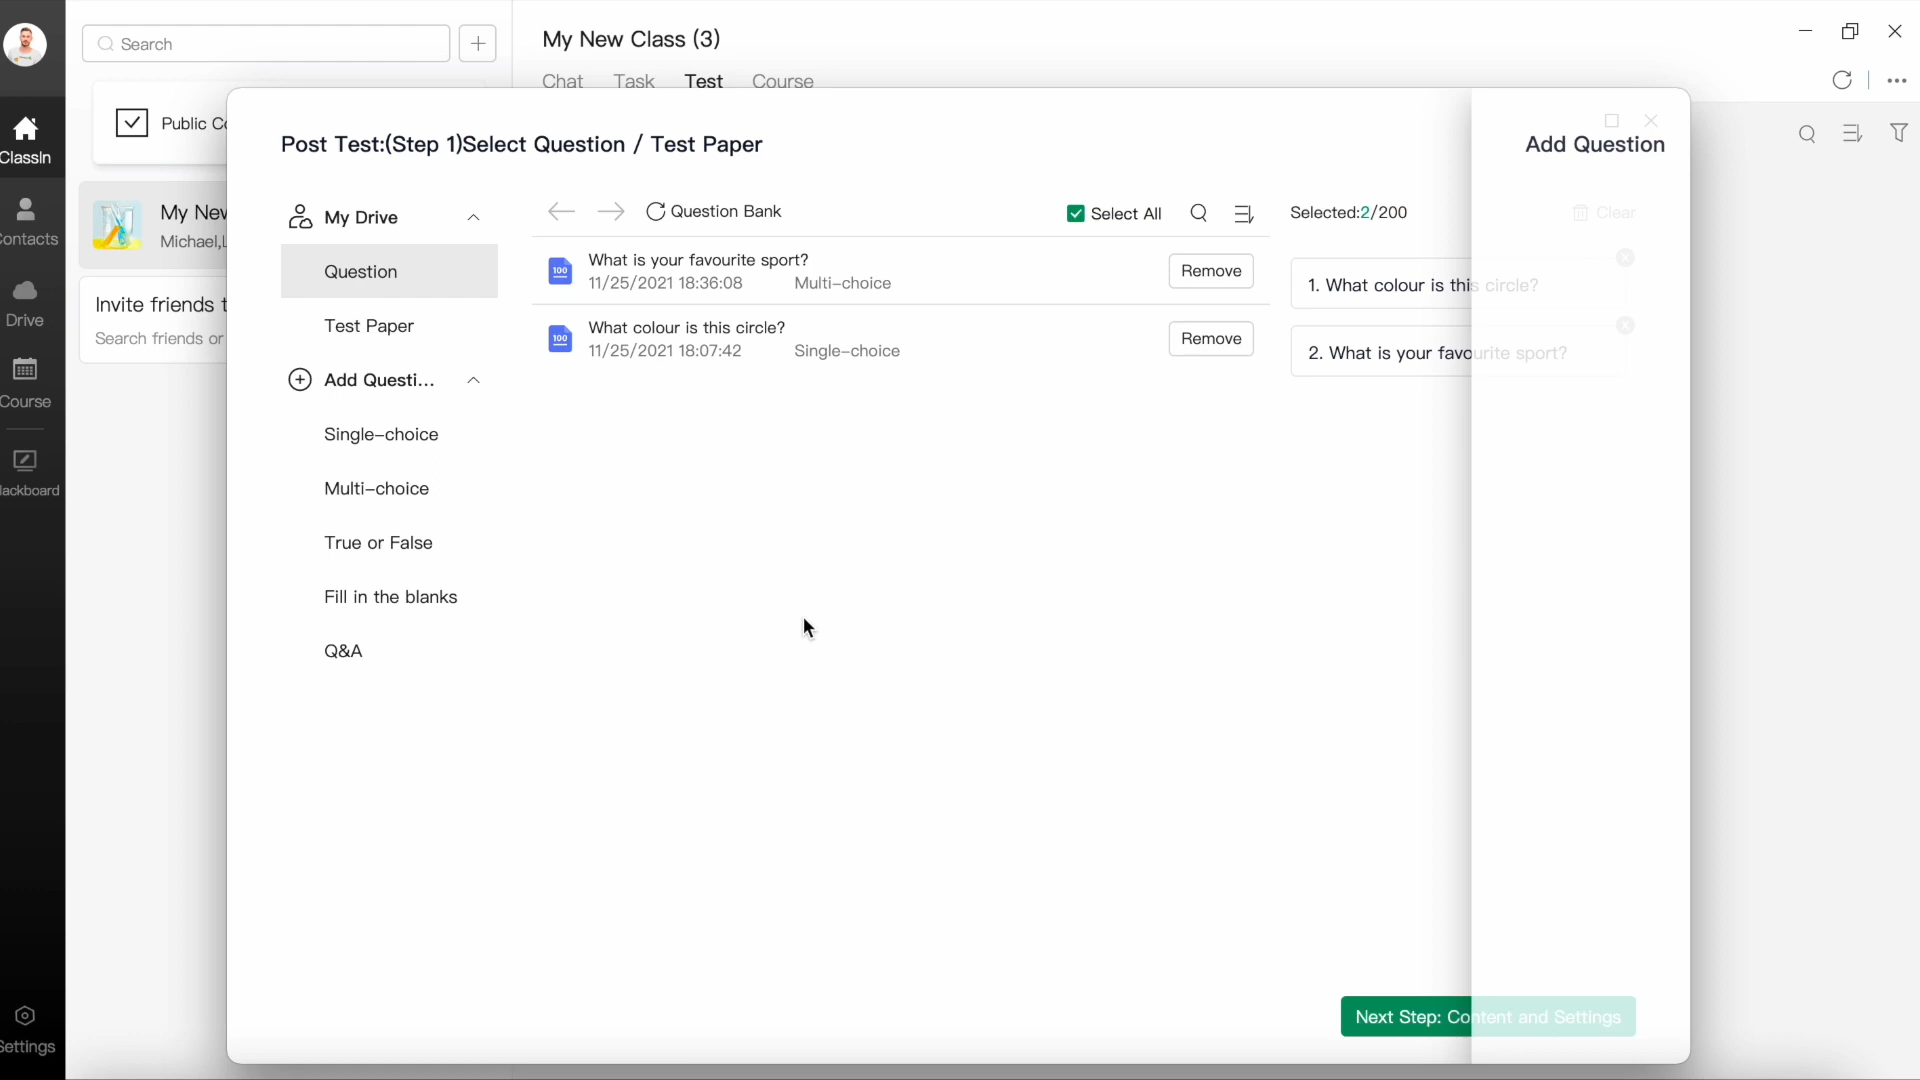 Search
My New Class (3)
Chat Task Test Course
ClassIn
ontacts
Drive
Course
lackboard
Settings
Public Co
My New
Michael,L
Invite friends t
Search friends or
Post Test:(Step 1)Select Question / Test Paper
Add Question
My Drive
Question
Test Paper
Add Questi...
Single-choice
Multi-choice
True or False
Fill in the blanks
Q&A
Question Bank
Select All
100
What is your favourite sport?
11/25/2021 18:36:08 Multi-choice
Remove
100
What colour is this circle?
11/25/2021 18:07:42 Single-choice
Remove
Selected:2/200
Clear
1. What colour is this circle?
2. What is your favourite sport?
Next Step: Content and Settings